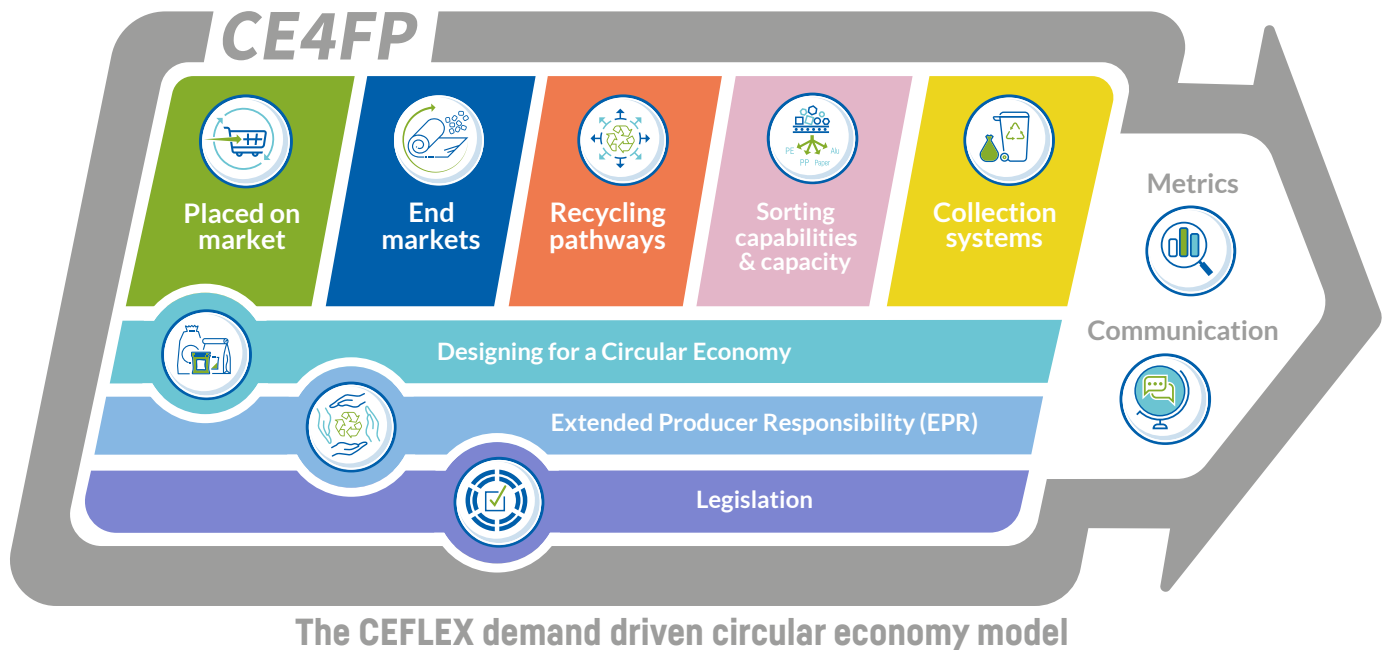 CE4FP
Placed on
market
End
markets
Recycling
pathways
PE
PP
Paper
Alu
Sorting
capabilities
& capacity
Collection
systems
Metrics
Communication
Designing for a Circular Economy
Extended Producer Responsibility (EPR)
Legislation
The CEFLEX demand driven circular economy model